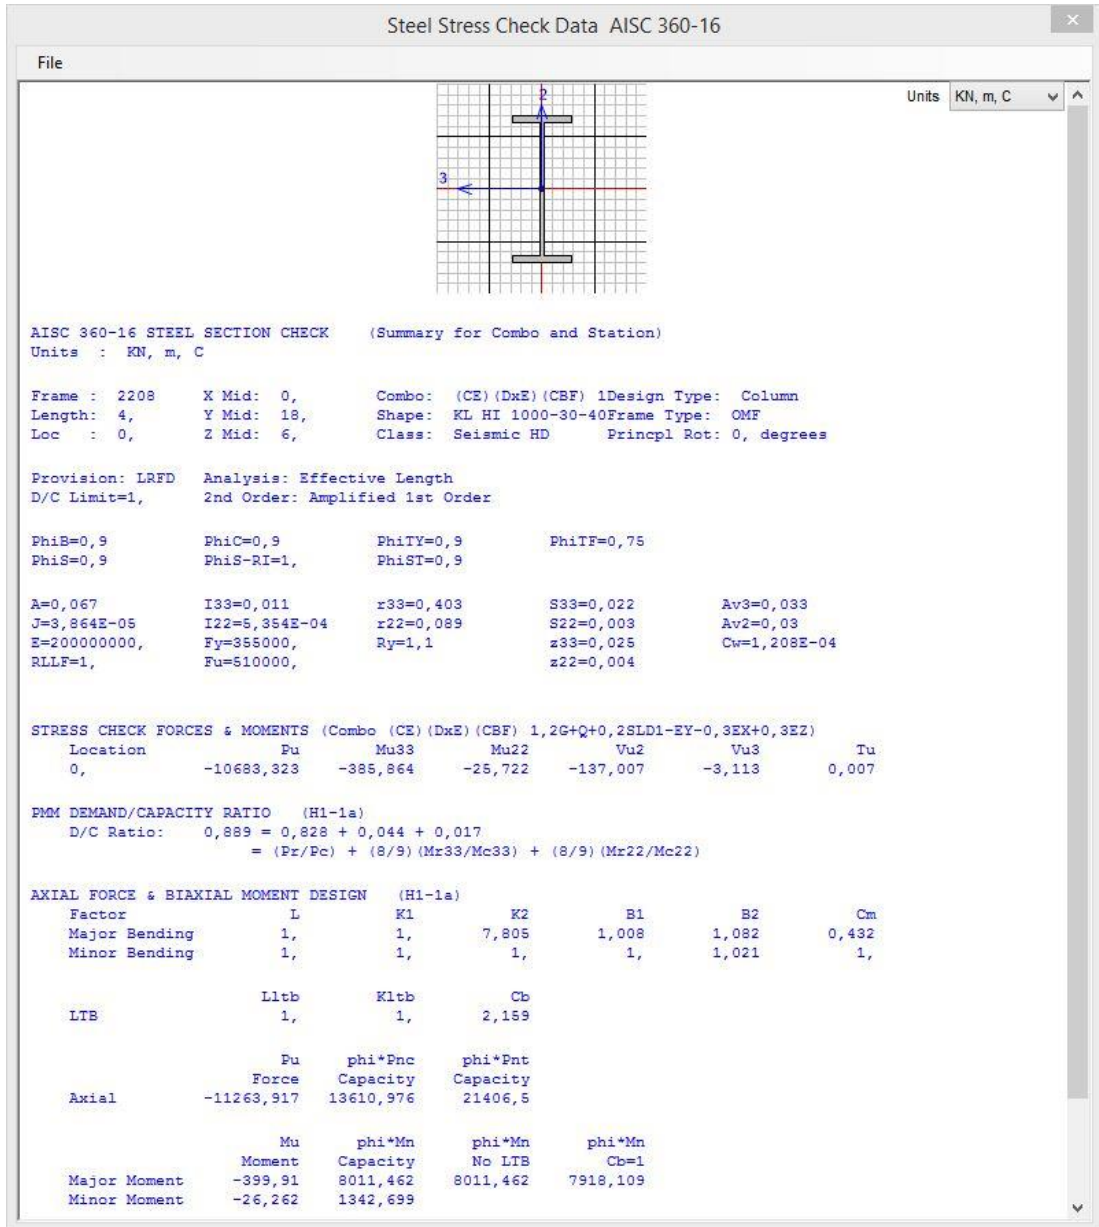 Steel Stress Check Data AISC 360-16
×
File
Units KN, m, C
2
3
AISC 360-16 STEEL SECTION CHECK (Summary for Combo and Station)
Units : KN, m, C
Frame : 2208 X Mid: 0, Combo: (CE)(DxE)(CBF) 1Design Type: Column
Length: 4, Y Mid: 18, Shape: KL HI 1000-30-40Frame Type: OMF
Loc : 0, Z Mid: 6, Class: Seismic HD Princpl Rot: 0, degrees
Provision: LRFD Analysis: Effective Length
D/C Limit=1, 2nd Order: Amplified 1st Order
PhiB=0,9 PhiC=0,9 PhiTY=0,9 PhiTF=0,75
PhiS=0,9 PhiS-RI=1, PhiST=0,9
A=0,067 I33=0,011 r33=0,403 S33=0,022 Av3=0,033
J=3,864E-05 I22=5,354E-04 r22=0,089 S22=0,003 Av2=0,03
E=200000000, Fy=355000, Ry=1,1 z33=0,025 Cw=1,208E-04
RLLF=1, Fu=510000, z22=0,004
STRESS CHECK FORCES & MOMENTS (Combo (CE)(DxE)(CBF) 1,2G+Q+0,2SLD1-EY-0,3EX+0,3EZ)
Location Pu Mu33 Mu22 Vu2 Vu3 Tu
0, -10683,323 -385,864 -25,722 -137,007 -3,113 0,007
PMM DEMAND/CAPACITY RATIO (H1-1a)
D/C Ratio: 0,889 = 0,828 + 0,044 + 0,017
= (Pr/Pc) + (8/9)(Mr33/Mc33) + (8/9)(Mr22/Mc22)
AXIAL FORCE & BIAXIAL MOMENT DESIGN (H1-1a)
Factor L K1 K2 B1 B2 Cm
Major Bending 1, 1, 7,805 1,008 1,082 0,432
Minor Bending 1, 1, 1, 1, 1,021 1,
Lltb Kltb Cb
LTB 1, 1, 2,159
Pu phi*Pnc phi*Pnt
Force Capacity Capacity
Axial -11263,917 13610,976 21406,5
Mu phi*Mn phi*Mn phi*Mn
Moment Capacity No LTB Cb=1
Major Moment -399,91 8011,462 8011,462 7918,109
Minor Moment -26,262 1342,699